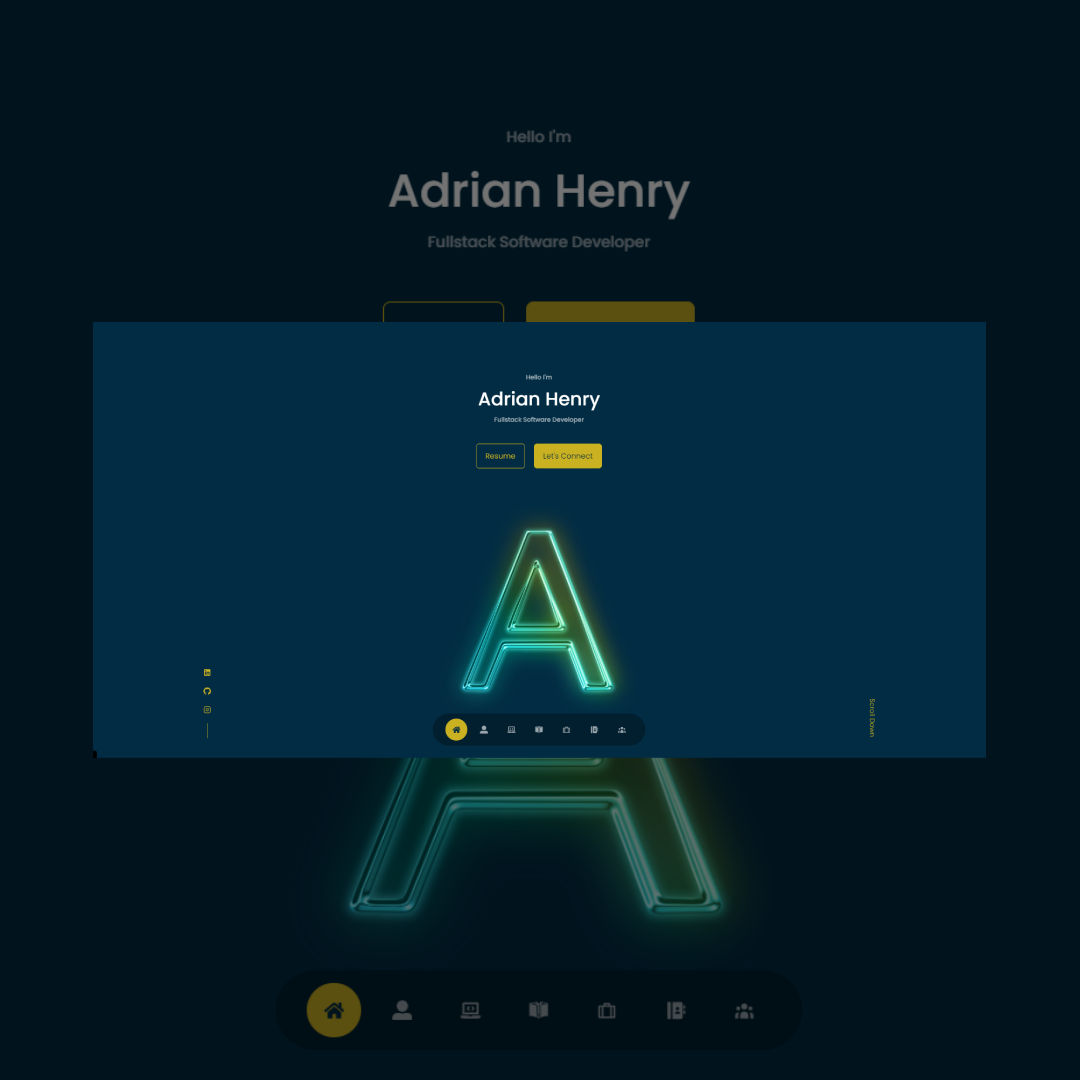 Hello I'm
Adrian Henry
Fullstack Software Developer
Hello I'm
Adrian Henry
Fullstack Software Developer
Resume
Let's Connect
A
Scroll Down
A